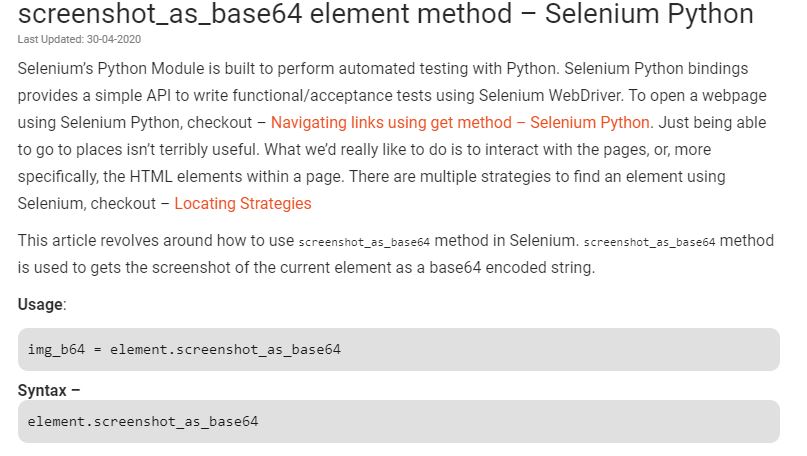 screenshot_as_base64 element method – Selenium Python
Last Updated: 30-04-2020
Selenium’s Python Module is built to perform automated testing with Python. Selenium Python bindings
provides a simple API to write functional/acceptance tests using Selenium WebDriver. To open a webpage
using Selenium Python, checkout – Navigating links using get method – Selenium Python. Just being able
to go to places isn’t terribly useful. What we’d really like to do is to interact with the pages, or, more
specifically, the HTML elements within a page. There are multiple strategies to find an element using
Selenium, checkout – Locating Strategies
This article revolves around how to use screenshot_as_base64 method in Selenium. screenshot_as_base64 method
is used to gets the screenshot of the current element as a base64 encoded string.
Usage:
img_b64 = element.screenshot_as_base64
Syntax –
element.screenshot_as_base64